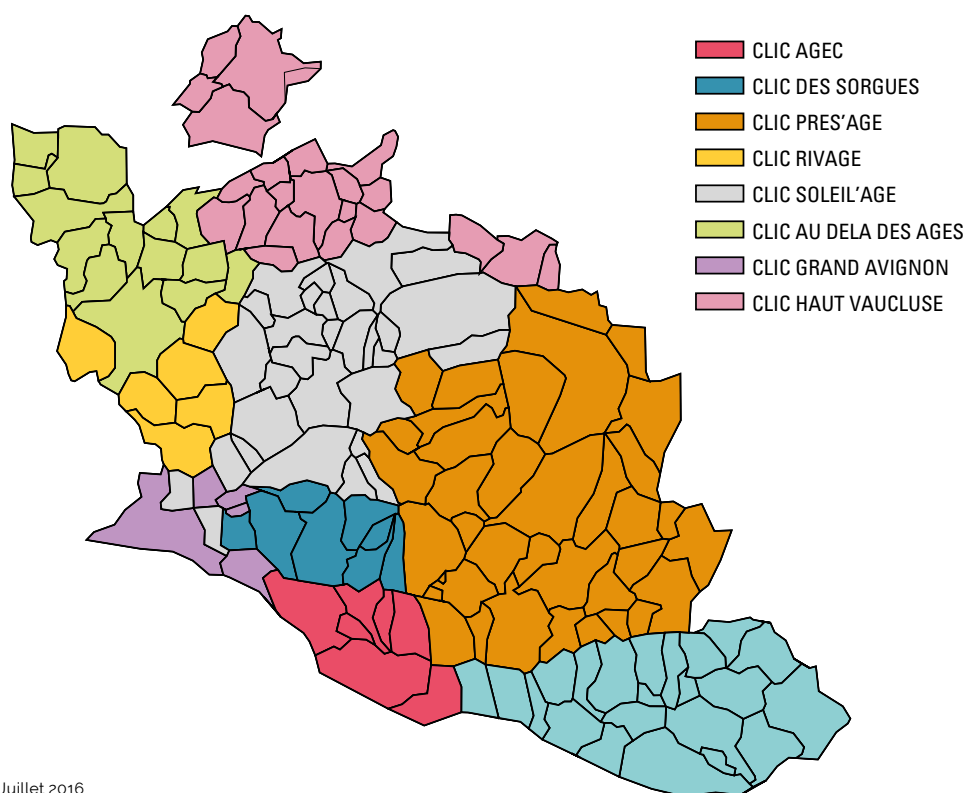 CLIC AGEC
CLIC DES SORGUES
CLIC PRES'AGE
CLIC RIVAGE
CLIC SOLEIL'AGE
CLIC AU DELA DES AGES
CLIC GRAND AVIGNON
CLIC HAUT VAUCLUSE
Juillet 2016